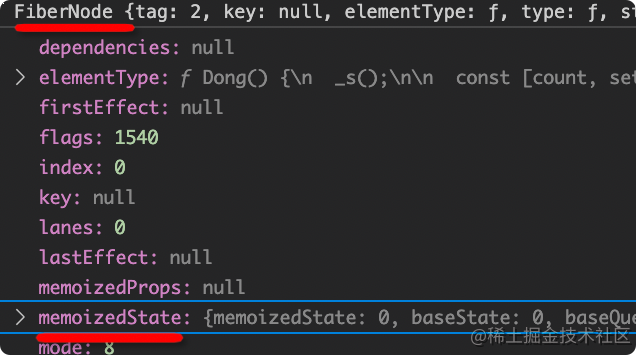 FiberNode {tag: 2, key: null, elementType: ƒ, type: ƒ, s
dependencies: null
> elementType: ƒ Dong() {\n _s();\n\n const [count, set
firstEffect: null
flags: 1540
index: 0
key: null
lanes: 0
lastEffect: null
memoizedProps: null
> memoizedState: {memoizedState: 0, baseState: 0, baseQue
mode: 8
@稀土掘金技术社区